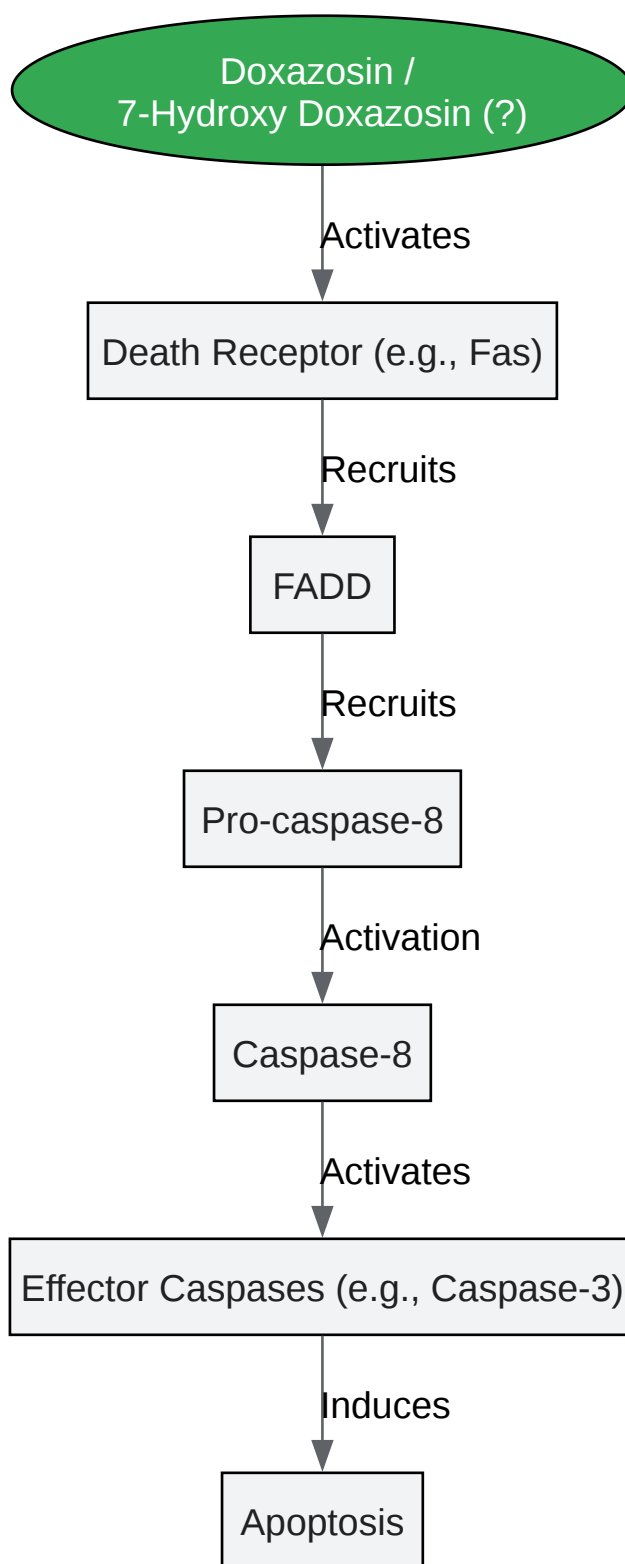 Doxazosin /
7-Hydroxy Doxazosin (?)
Activates
Death Receptor (e.g., Fas)
Recruits
FADD
Recruits
Pro-caspase-8
Activation
Caspase-8
Activates
Effector Caspases (e.g., Caspase-3)
Induces
Apoptosis